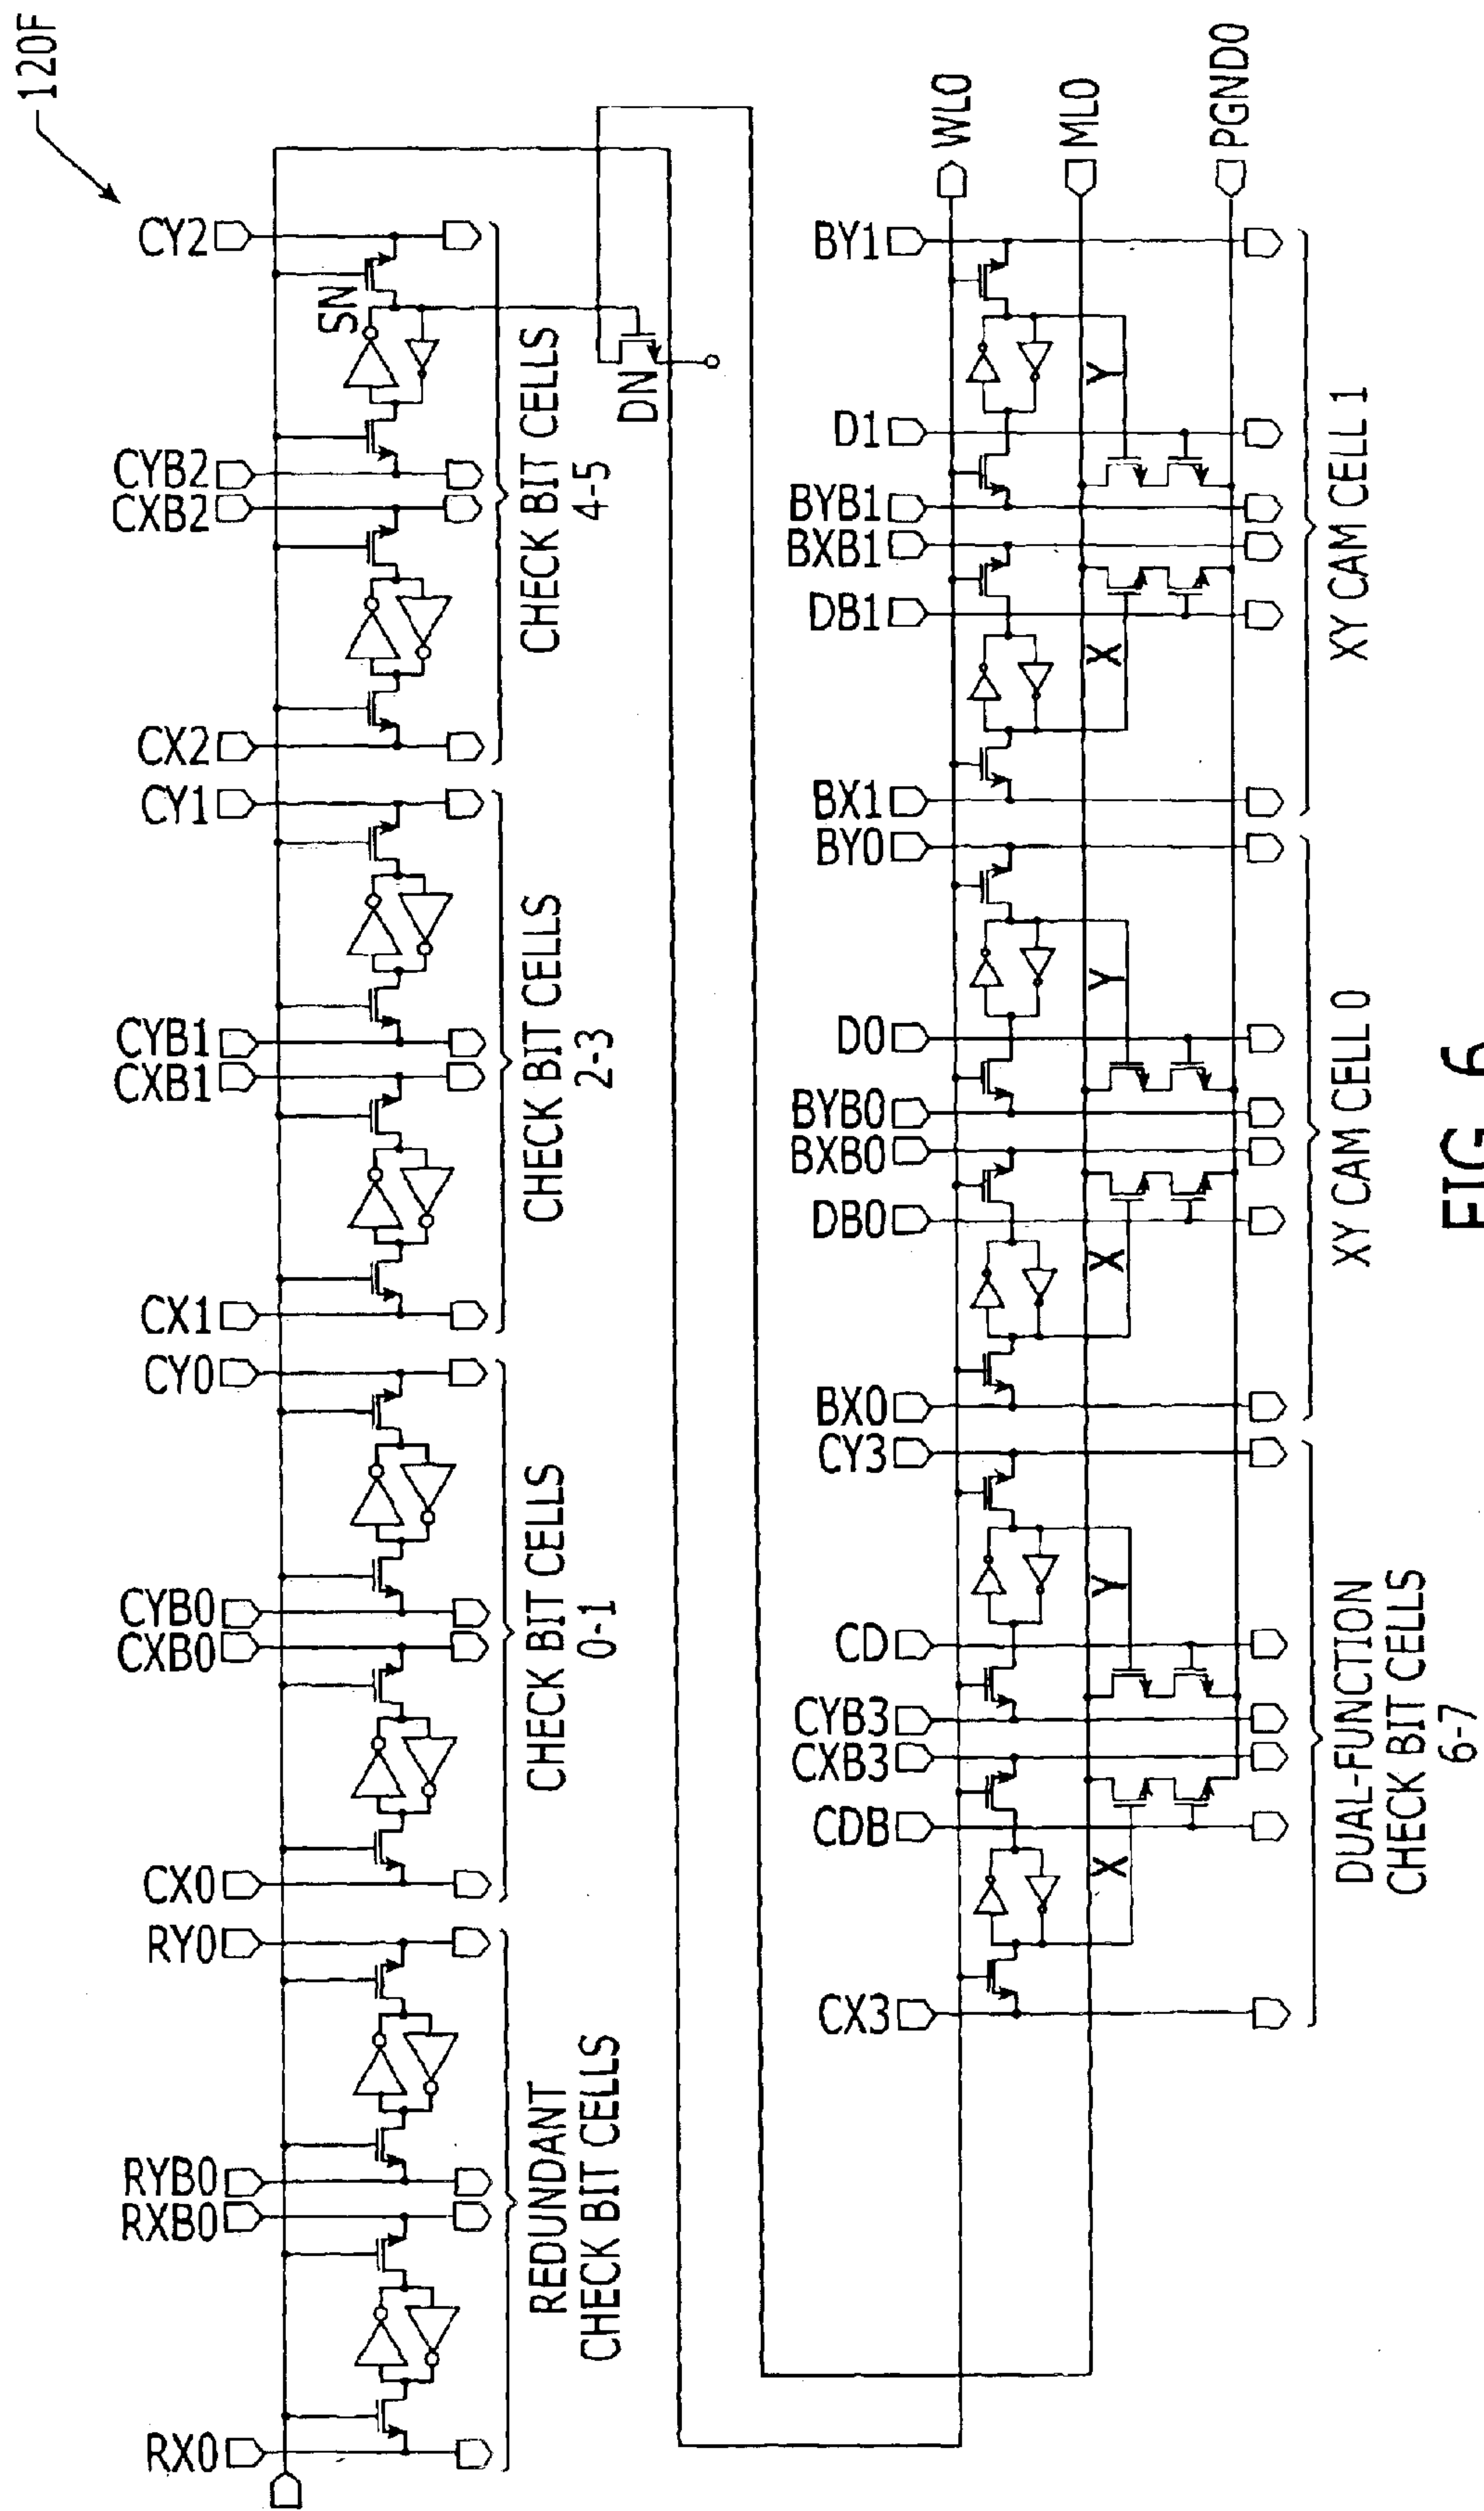 120F
CY2
SN
CYB2
CXB2
CX2
CHECK BIT CELLS
4-5
DN
CY1
CYB1
CXB1
CX1
CHECK BIT CELLS
2-3
CY0
CYB0
CXB0
CX0
CHECK BIT CELLS
0-1
RY0
RYB0
RXB0
RX0
REDUNDANT
CHECK BIT CELLS
WL0
ML0
PGND0
BY1
D1
BYB1
BXB1
DB1
BX1
Y
X
XY CAM CELL 1
BY0
D0
BYB0
BXB0
DB0
BX0
Y
X
XY CAM CELL 0
CY3
CD
CYB3
CXB3
CDB
CX3
Y
X
DUAL-FUNCTION
CHECK BIT CELLS
6-7
FIG. 6